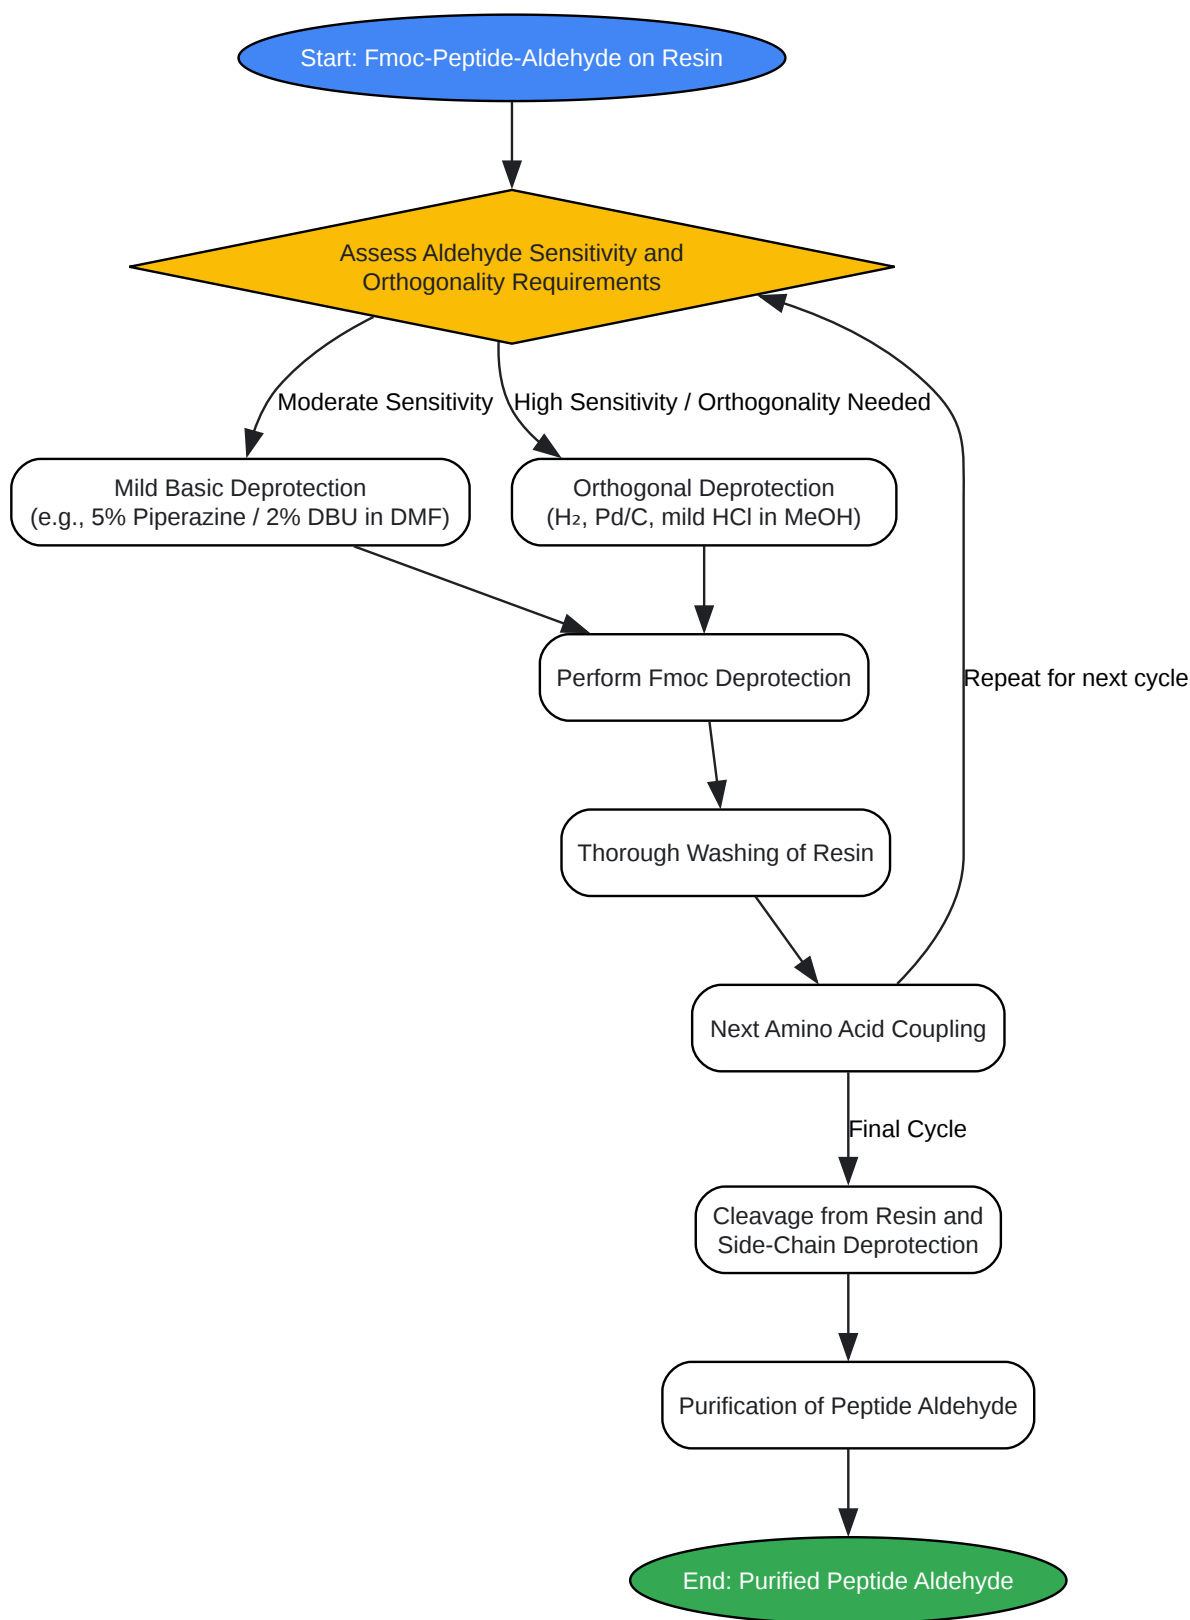 Start: Fmoc-Peptide-Aldehyde on Resin
Assess Aldehyde Sensitivity and
Orthogonality Requirements
Moderate Sensitivity
High Sensitivity / Orthogonality Needed
Mild Basic Deprotection
(e.g., 5% Piperazine / 2% DBU in DMF)
Orthogonal Deprotection
(H₂, Pd/C, mild HCl in MeOH)
Perform Fmoc Deprotection
Repeat for next cycle
Thorough Washing of Resin
Next Amino Acid Coupling
Final Cycle
Cleavage from Resin and
Side-Chain Deprotection
Purification of Peptide Aldehyde
End: Purified Peptide Aldehyde